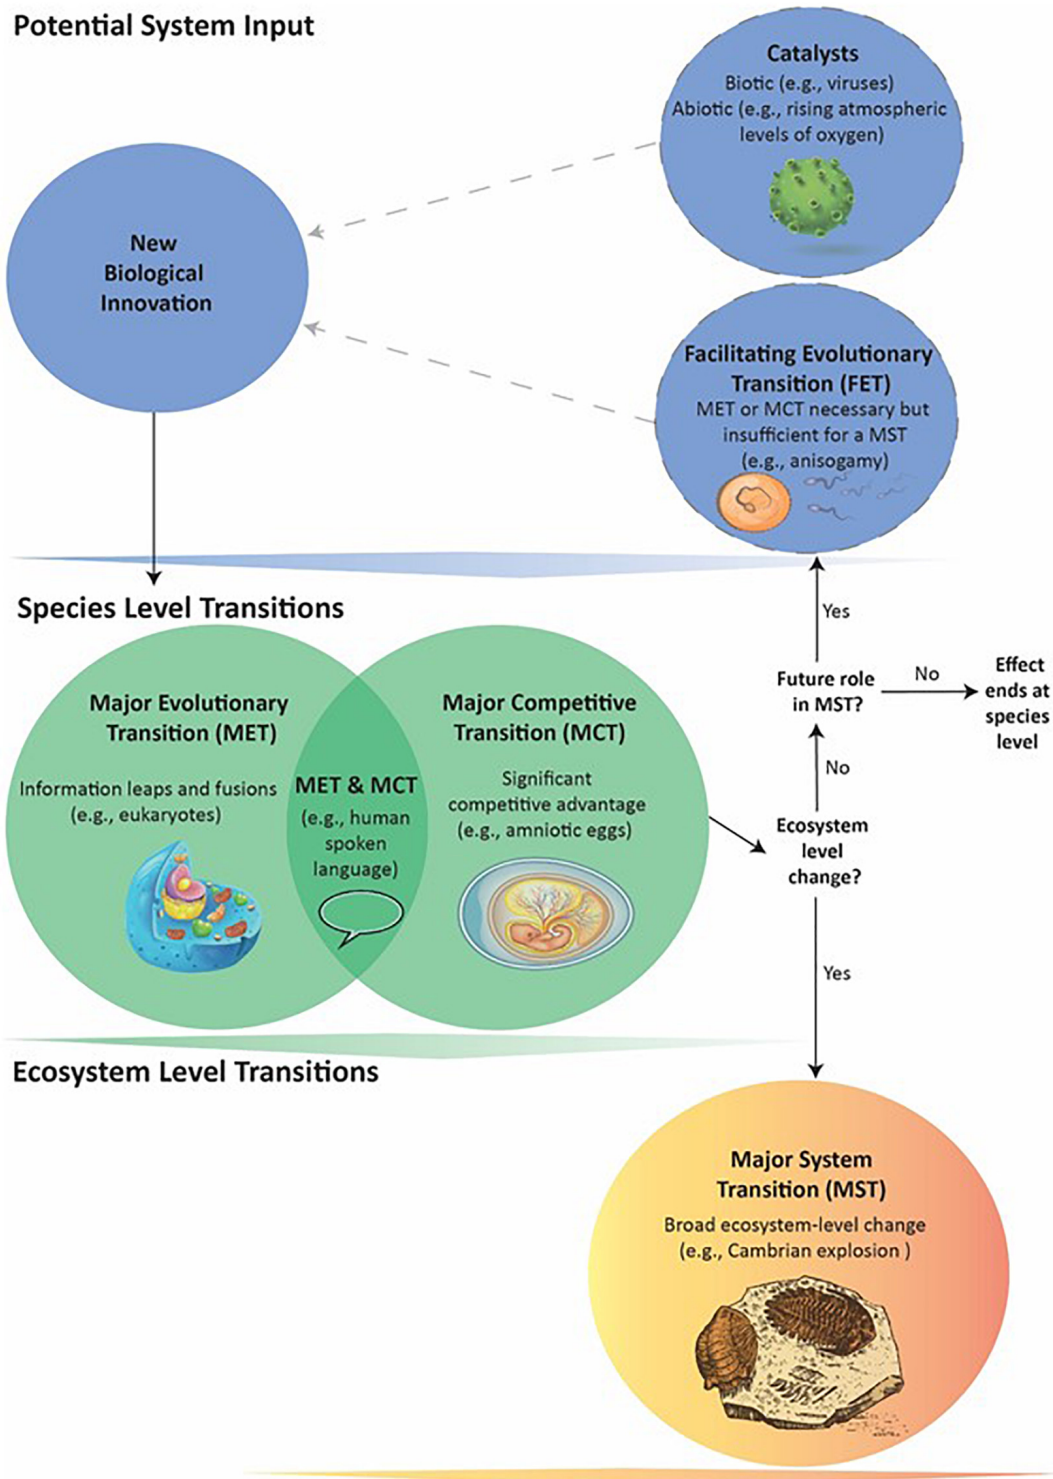 Potential System Input
Catalysts
Biotic (e.g., viruses)
Abiotic (e.g., rising atmospheric
levels of oxygen)
New
Biological
Innovation
Facilitating Evolutionary
Transition (FET)
MET or MCT necessary but
insufficient for a MST
(e.g., anisogamy)
Yes
Species Level Transitions
Future role
in MST?
No
Effect
ends at
species
level
Major Evolutionary
Transition (MET)
Information leaps and fusions
(e.g., eukaryotes)
MET & MCT
(e.g., human
spoken
language)
Major Competitive
Transition (MCT)
Significant
competitive advantage
(e.g., amniotic eggs)
No
Ecosystem
level
change?
Yes
Ecosystem Level Transitions
Major System
Transition (MST)
Broad ecosystem-level change
(e.g., Cambrian explosion )